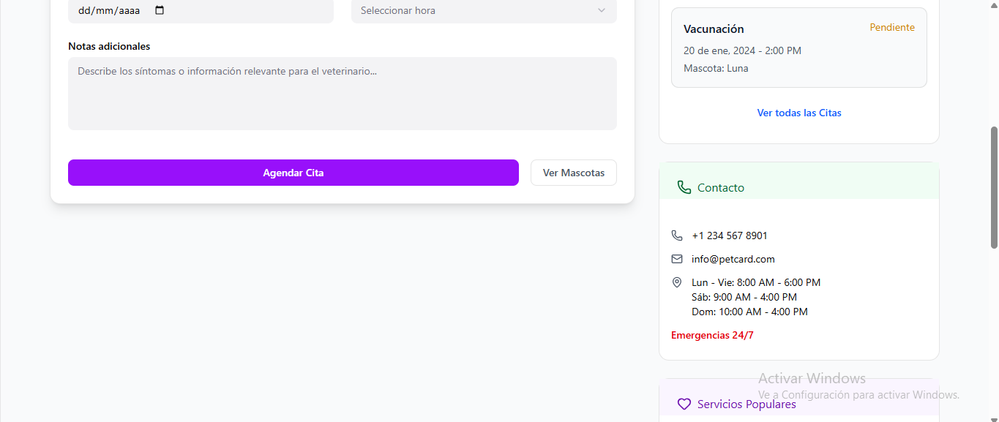 dd/mm/aaaa
Seleccionar hora
Notas adicionales
Describe los síntomas o información relevante para el veterinario...
Agendar Cita
Ver Mascotas
Vacunación
Pendiente
20 de ene, 2024 - 2:00 PM
Mascota: Luna
Ver todas las Citas
Contacto
+1 234 567 8901
info@petcard.com
Lun - Vie: 8:00 AM - 6:00 PM
Sáb: 9:00 AM - 4:00 PM
Dom: 10:00 AM - 4:00 PM
Emergencias 24/7
Activar Windows
Ve a Configuración para activar Windows.
Servicios Populares